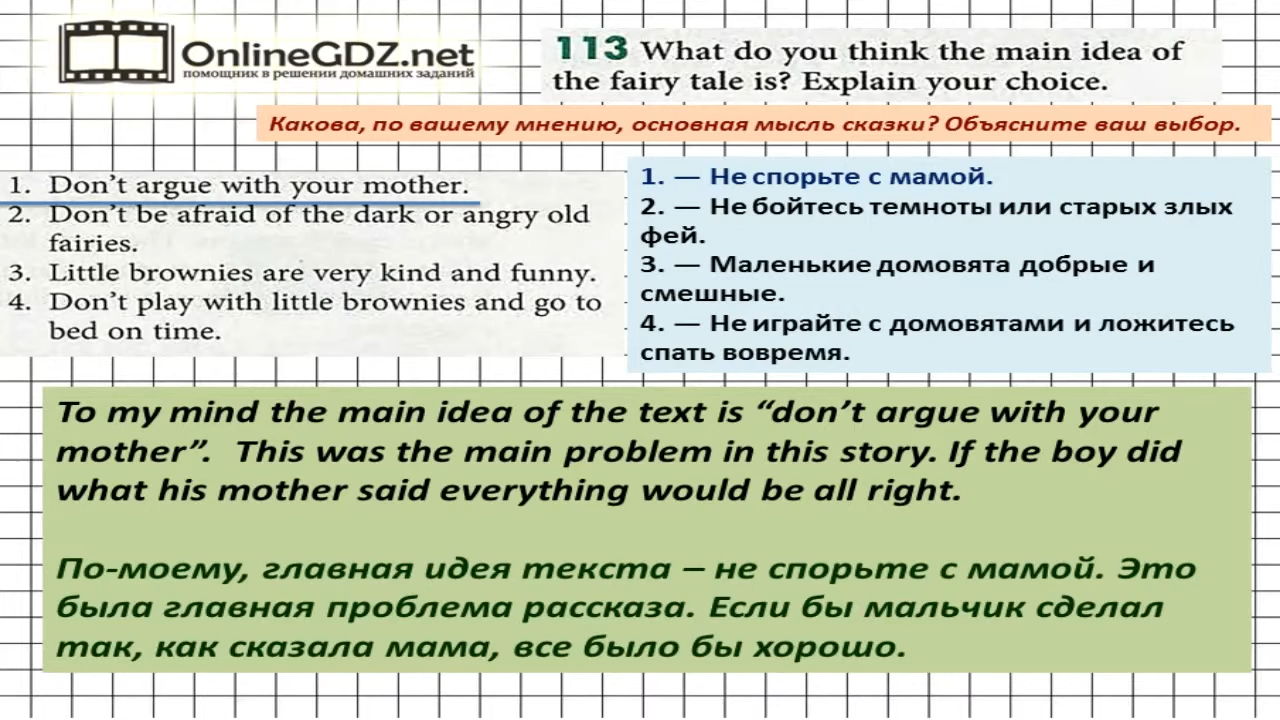 OnlineGDZ.net
помощник в решении домашних заданий
113 What do you think the main idea of
the fairy tale is? Explain your choice.
Какова, по вашему мнению, основная мысль сказки? Объясните ваш выбор.
1. Don't argue with your mother.
2. Don't be afraid of the dark or angry old
fairies.
3. Little brownies are very kind and funny.
4. Don't play with little brownies and go to
bed on time.
1. — Не спорьте с мамой.
2. — Не бойтесь темноты или старых злых
фей.
3. — Маленькие домовята добрые и
смешные.
4. — Не играйте с домовятами и ложитесь
спать вовремя.
To my mind the main idea of the text is “don’t argue with your
mother”. This was the main problem in this story. If the boy did
what his mother said everything would be all right.
По-моему, главная идея текста – не спорьте с мамой. Это
была главная проблема рассказа. Если бы мальчик сделал
так, как сказала мама, все было бы хорошо.